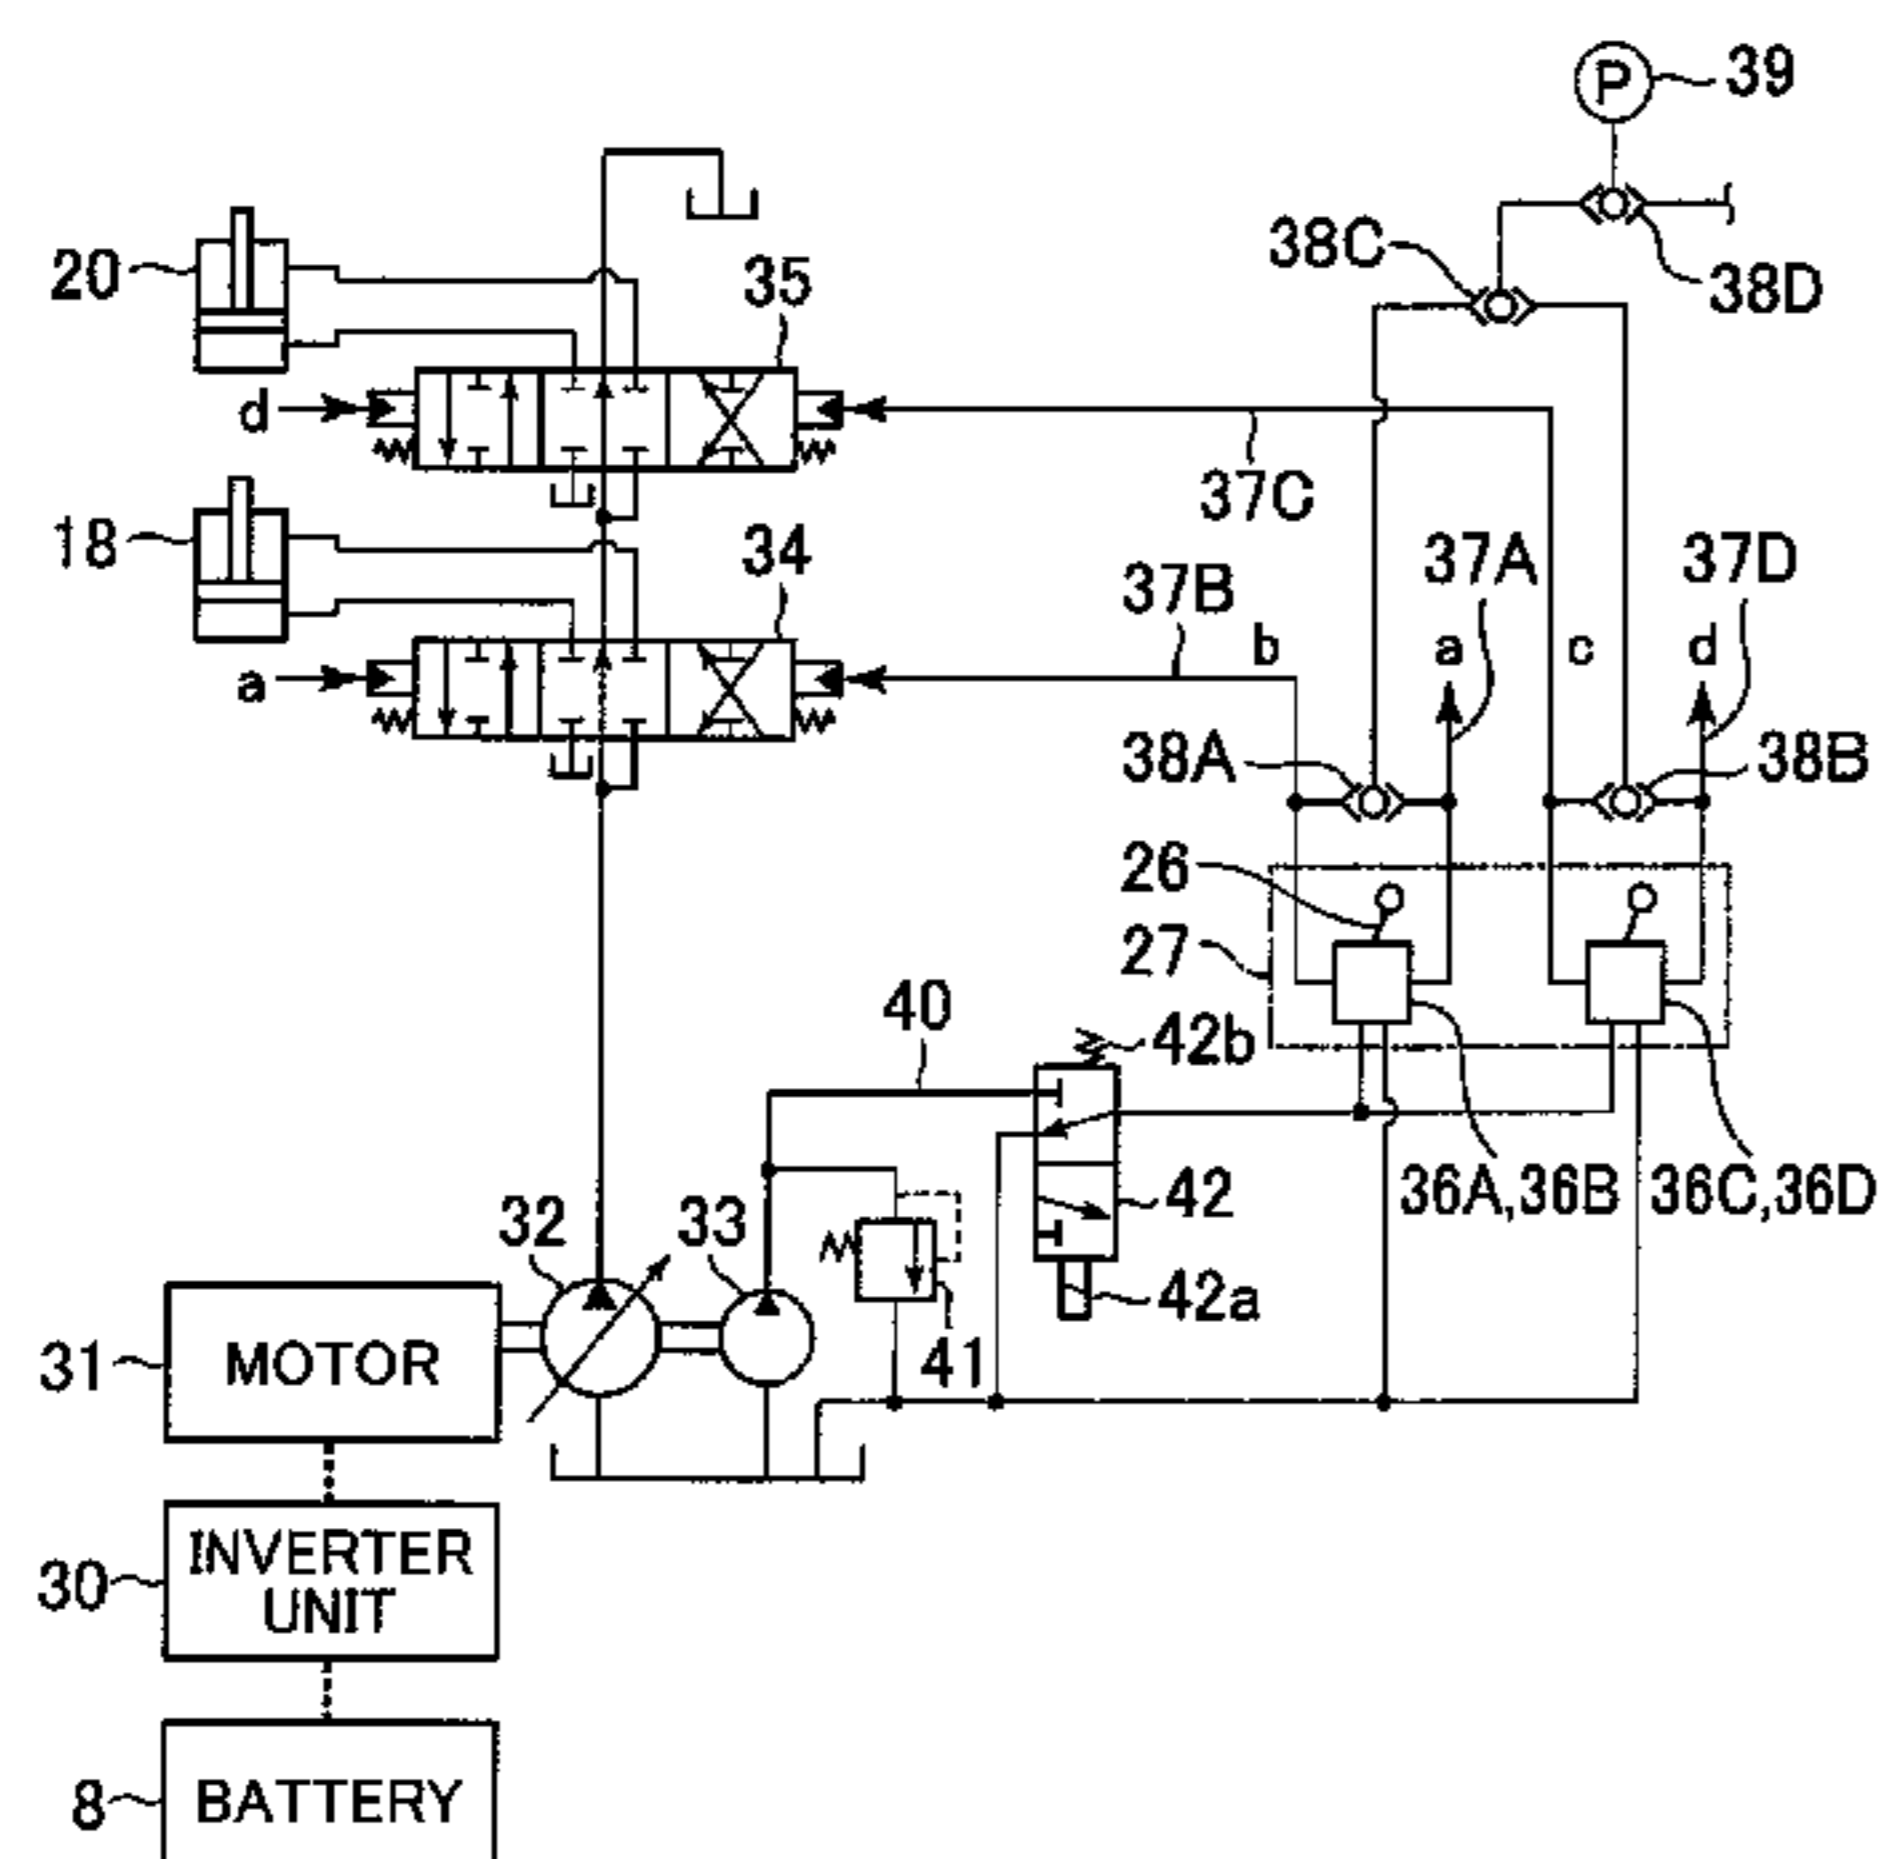 P
39
38C
38D
20
35
d
37C
18
34
37B
37A
37D
b
a
c
d
a
38A
38B
26
27
40
42b
36A,36B
36C,36D
42
32
33
41
42a
31
MOTOR
30
INVERTER
UNIT
8
BATTERY